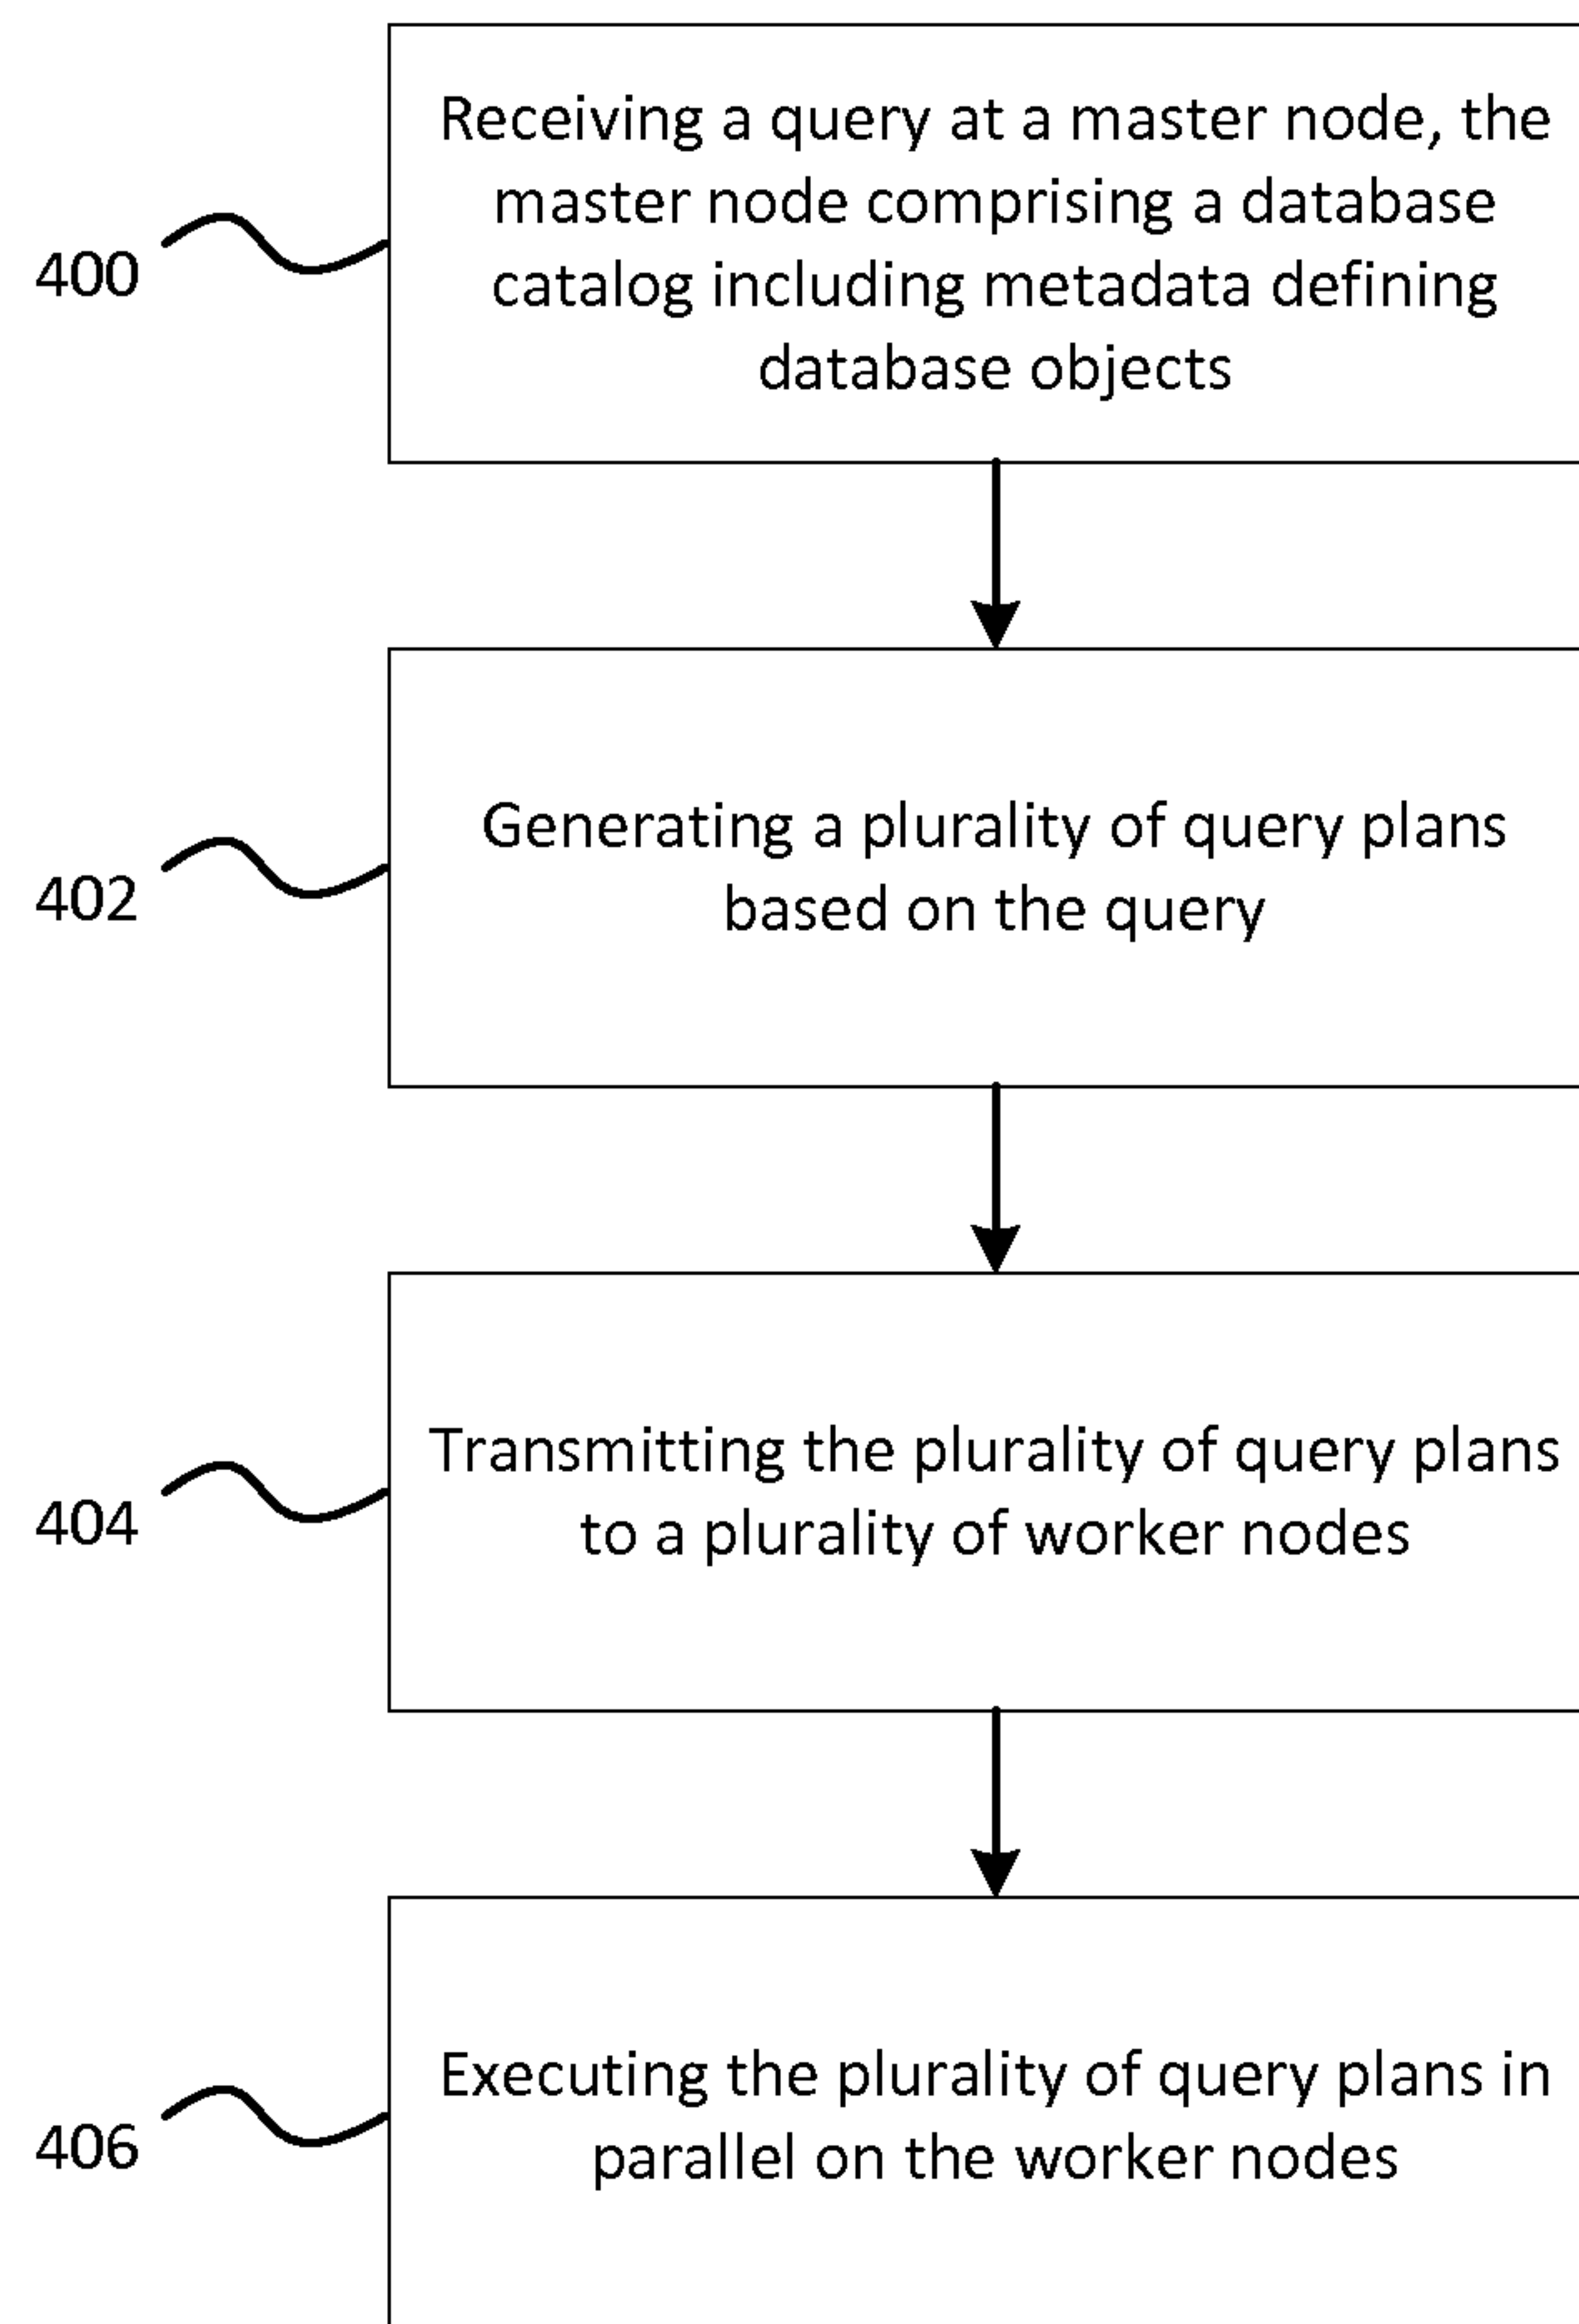 Receiving a query at a master node, the
master node comprising a database
catalog including metadata defining
database objects
400
Generating a plurality of query plans
based on the query
402
Transmitting the plurality of query plans
to a plurality of worker nodes
404
Executing the plurality of query plans in
parallel on the worker nodes
406